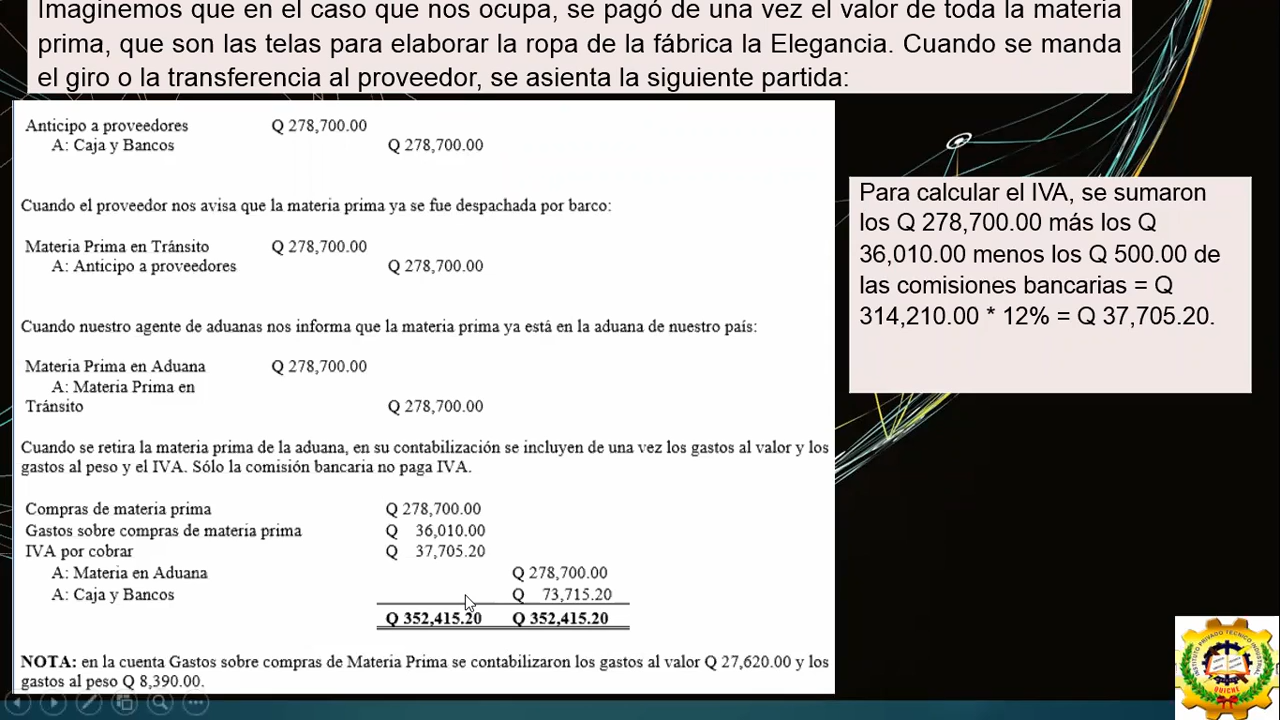 Imaginemos que en el caso que nos ocupa, se pagó de una vez el valor de toda la materia
prima, que son las telas para elaborar la ropa de la fábrica la Elegancia. Cuando se manda
el giro o la transferencia al proveedor, se asienta la siguiente partida:
Anticipo a proveedores Q 278,700.00
A: Caja y Bancos Q 278,700.00
Cuando el proveedor nos avisa que la materia prima ya se fue despachada por barco:
Materia Prima en Tránsito Q 278,700.00
A: Anticipo a proveedores Q 278,700.00
Cuando nuestro agente de aduanas nos informa que la materia prima ya está en la aduana de nuestro país:
Materia Prima en Aduana Q 278,700.00
A: Materia Prima en
Tránsito Q 278,700.00
Cuando se retira la materia prima de la aduana, en su contabilización se incluyen de una vez los gastos al valor y los
gastos al peso y el IVA. Sólo la comisión bancaria no paga IVA.
Compras de materia prima Q 278,700.00
Gastos sobre compras de materia prima Q 36,010.00
IVA por cobrar Q 37,705.20
A: Materia en Aduana Q 278,700.00
A: Caja y Bancos Q 73,715.20
Q 352,415.20 Q 352,415.20
NOTA: en la cuenta Gastos sobre compras de Materia Prima se contabilizaron los gastos al valor Q 27,620.00 y los
gastos al peso Q 8,390.00.
Para calcular el IVA, se sumaron
los Q 278,700.00 más los Q
36,010.00 menos los Q 500.00 de
las comisiones bancarias = Q
314,210.00 * 12% = Q 37,705.20.
INSTITUTO PRIVADO TECNICO INDUSTRIAL
QUICHE